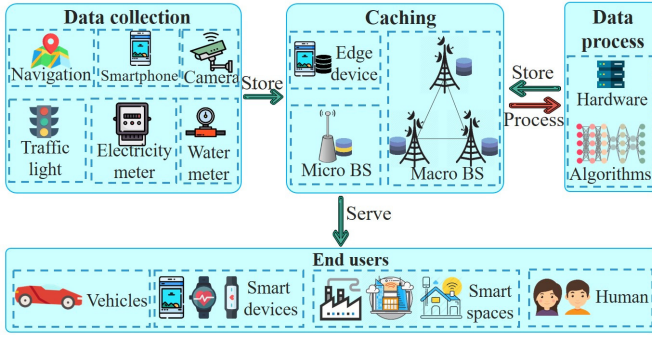 Data collection
Navigation
Smartphone
Camera
Traffic
light
Electricity
meter
Water
meter
Store
Caching
Edge
device
Micro BS
Macro BS
Store
Process
Data
process
Hardware
Algorithms
Serve
End users
Vehicles
Smart
devices
Smart
spaces
Human